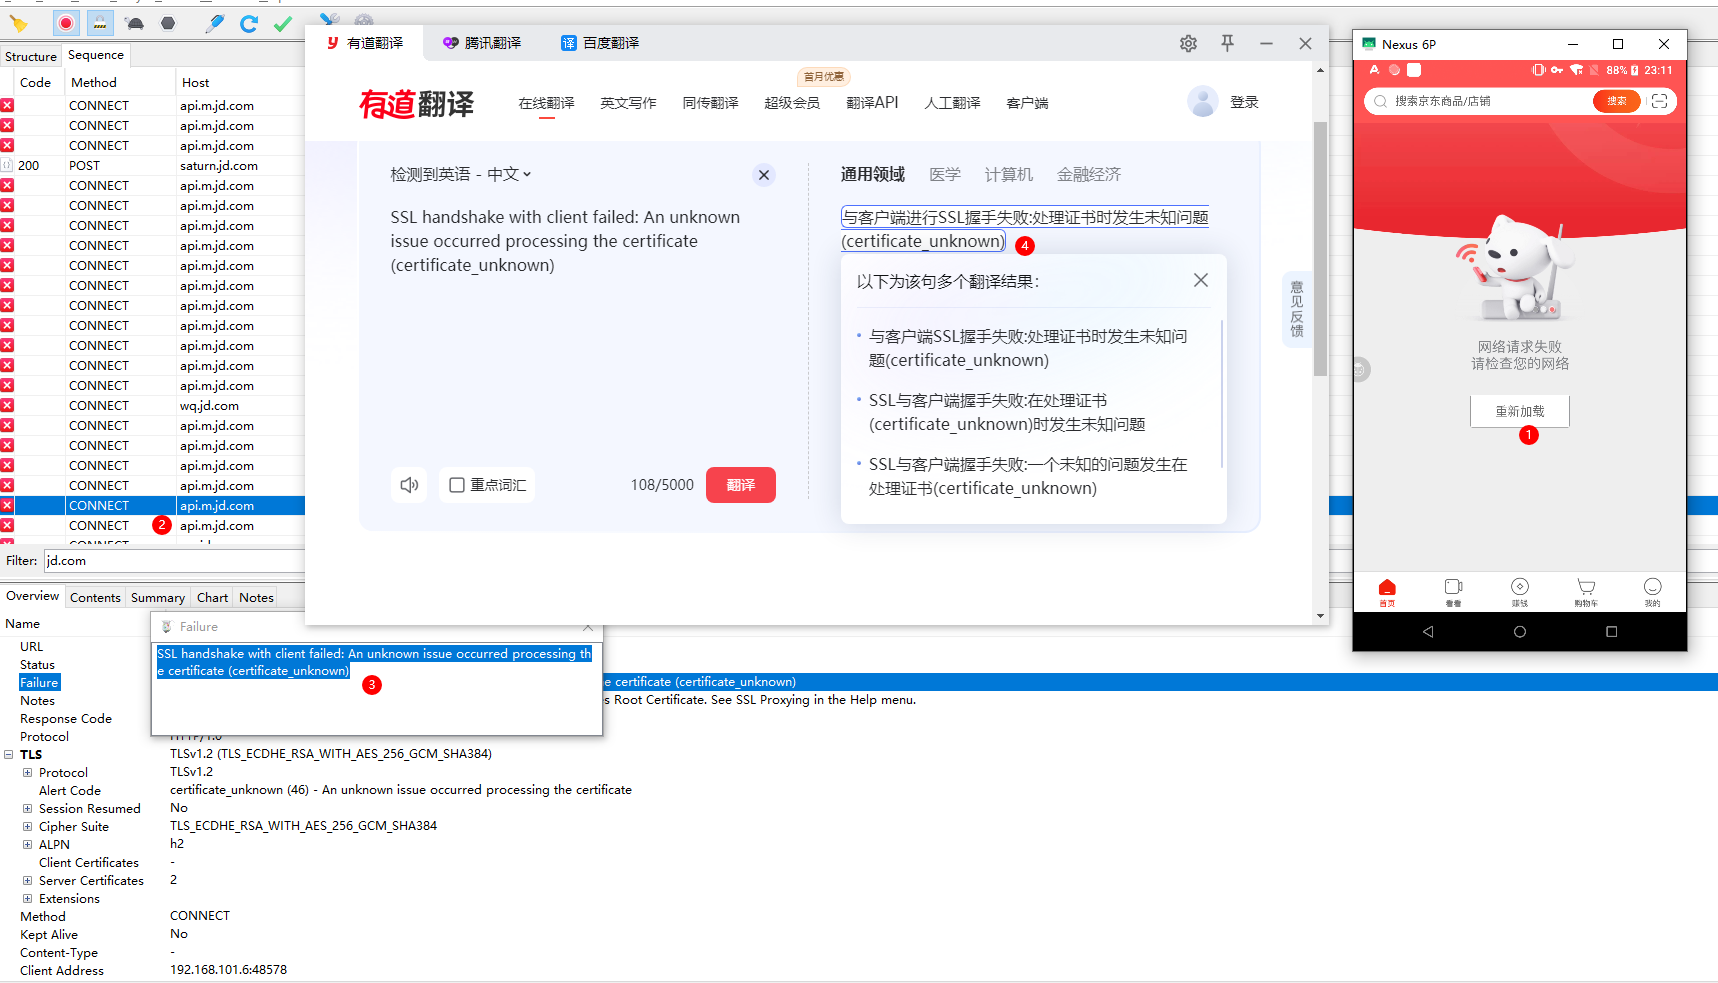 Structure
Sequence
Code Method Host
CONNECT api.m.jd.com
CONNECT api.m.jd.com
CONNECT api.m.jd.com
200 POST saturn.jd.com
CONNECT api.m.jd.com
CONNECT api.m.jd.com
CONNECT api.m.jd.com
CONNECT api.m.jd.com
CONNECT api.m.jd.com
CONNECT api.m.jd.com
CONNECT api.m.jd.com
CONNECT api.m.jd.com
CONNECT api.m.jd.com
CONNECT api.m.jd.com
CONNECT api.m.jd.com
CONNECT wq.jd.com
CONNECT api.m.jd.com
CONNECT api.m.jd.com
CONNECT api.m.jd.com
CONNECT api.m.jd.com
CONNECT api.m.jd.com
CONNECT 2 api.m.jd.com
Filter: jd.com
有道翻译 腾讯翻译 译 百度翻译
首月优惠
有道翻译 在线翻译 英文写作 同传翻译 超级会员 翻译API 人工翻译 客户端 登录
检测到英语 - 中文
SSL handshake with client failed: An unknown
issue occurred processing the certificate
(certificate_unknown)
重点词汇 108/5000 翻译
通用领域 医学 计算机 金融经济
与客户端进行SSL握手失败:处理证书时发生未知问题
(certificate_unknown) 4
以下为该句多个翻译结果:
• 与客户端SSL握手失败:处理证书时发生未知问
题(certificate_unknown)
• SSL与客户端握手失败:在处理证书
(certificate_unknown)时发生未知问题
• SSL与客户端握手失败:一个未知的问题发生在
处理证书(certificate_unknown)
意见反馈
Nexus 6P
88% 23:11
搜索京东商品/店铺 搜索
网络请求失败
请检查您的网络
重新加载
1
首页 看看 赚钱 购物车 我的
Overview Contents Summary Chart Notes
Name
Failure
SSL handshake with client failed: An unknown issue occurred processing th
e certificate (certificate_unknown)
3
URL
Status
Failure e certificate (certificate_unknown)
Notes s Root Certificate. See SSL Proxying in the Help menu.
Response Code
Protocol HTTP/1.0
TLS TLSv1.2 (TLS_ECDHE_RSA_WITH_AES_256_GCM_SHA384)
Protocol TLSv1.2
Alert Code certificate_unknown (46) - An unknown issue occurred processing the certificate
Session Resumed No
Cipher Suite TLS_ECDHE_RSA_WITH_AES_256_GCM_SHA384
ALPN h2
Client Certificates -
Server Certificates 2
Extensions
Method CONNECT
Kept Alive No
Content-Type -
Client Address 192.168.101.6:48578